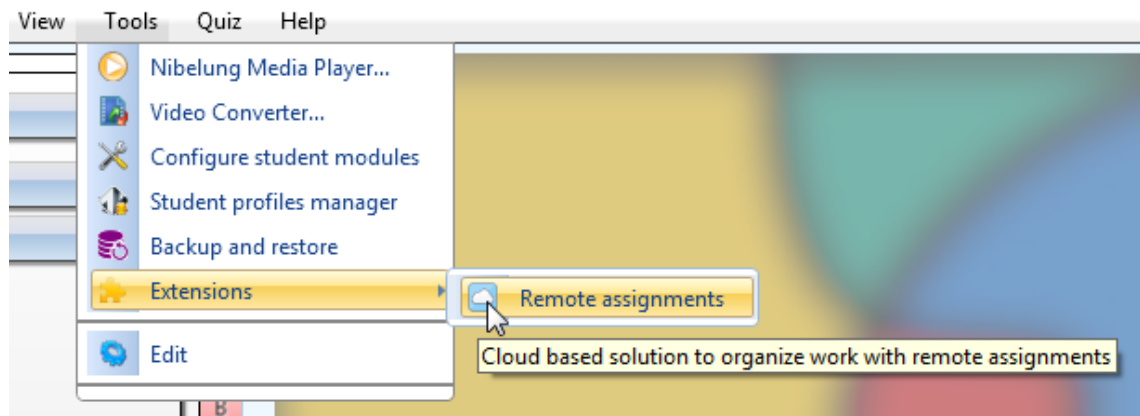 View Tools Quiz Help
Nibelung Media Player...
Video Converter...
Configure student modules
Student profiles manager
Backup and restore
Extensions
Remote assignments
Edit
Cloud based solution to organize work with remote assignments